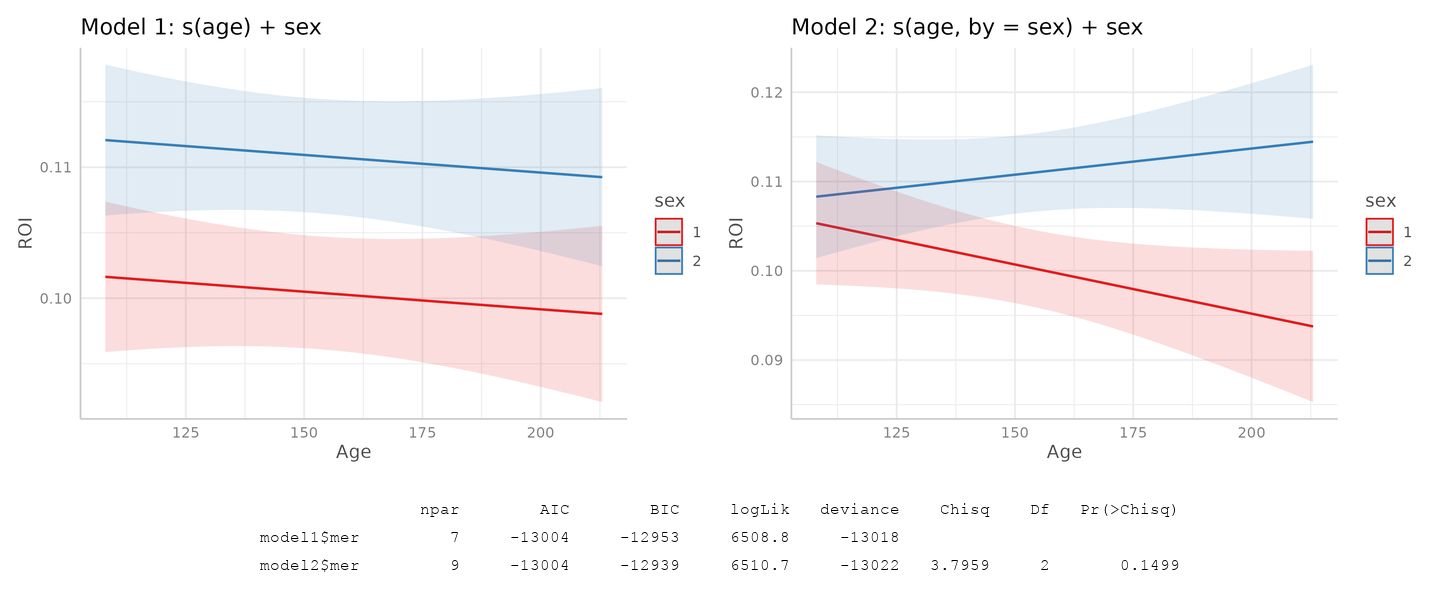 Model 1: s(age) + sex
0.11
0.10
ROI
125 150 175 200
Age
sex
1
2
Model 2: s(age, by = sex) + sex
0.12
0.11
0.10
0.09
ROI
125 150 175 200
Age
sex
1
2
npar AIC BIC logLik deviance Chisq Df Pr(>Chisq)
model1$mer 7 -13004 -12953 6508.8 -13018
model2$mer 9 -13004 -12939 6510.7 -13022 3.7959 2 0.1499